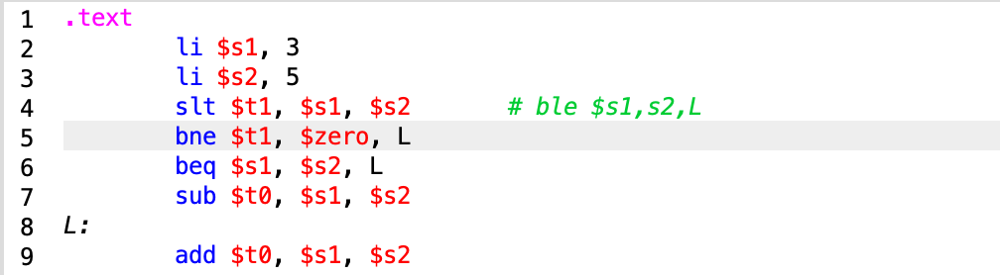 1 .text
2 li $s1, 3
3 li $s2, 5
4 slt $t1, $s1, $s2 # ble $s1,s2,L
5 bne $t1, $zero, L
6 beq $s1, $s2, L
7 sub $t0, $s1, $s2
8 L:
9 add $t0, $s1, $s2